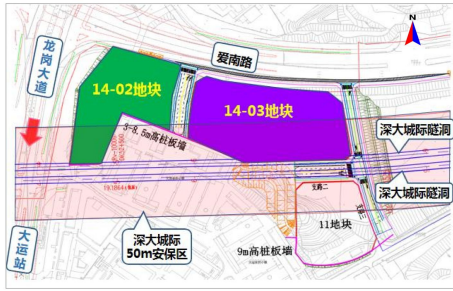 N
爱南路
龙岗大道
14-02地块
14-03地块
3-8.5m高桩板墙
深大城际隧洞
深大城际隧洞
支路二
11地块
9m高桩板墙
深大城际
50m安保区
大运站